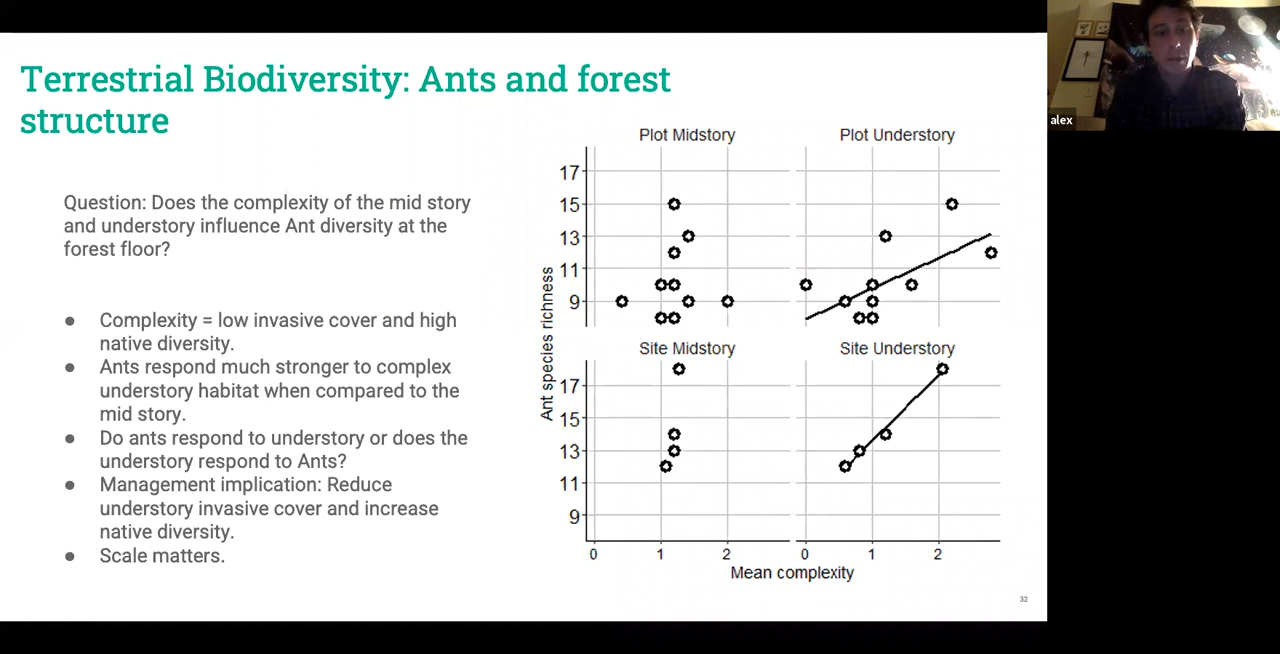 Terrestrial Biodiversity: Ants and forest
structure
Question: Does the complexity of the mid story
and understory influence Ant diversity at the
forest floor?
● Complexity = low invasive cover and high
native diversity.
● Ants respond much stronger to complex
understory habitat when compared to the
mid story.
● Do ants respond to understory or does the
understory respond to Ants?
● Management implication: Reduce
understory invasive cover and increase
native diversity.
● Scale matters.
Plot Midstory
Plot Understory
17
15
13
11
9
Site Midstory
Site Understory
17
15
13
11
9
Ant species richness
0 1 2
0 1 2
Mean complexity
32
alex